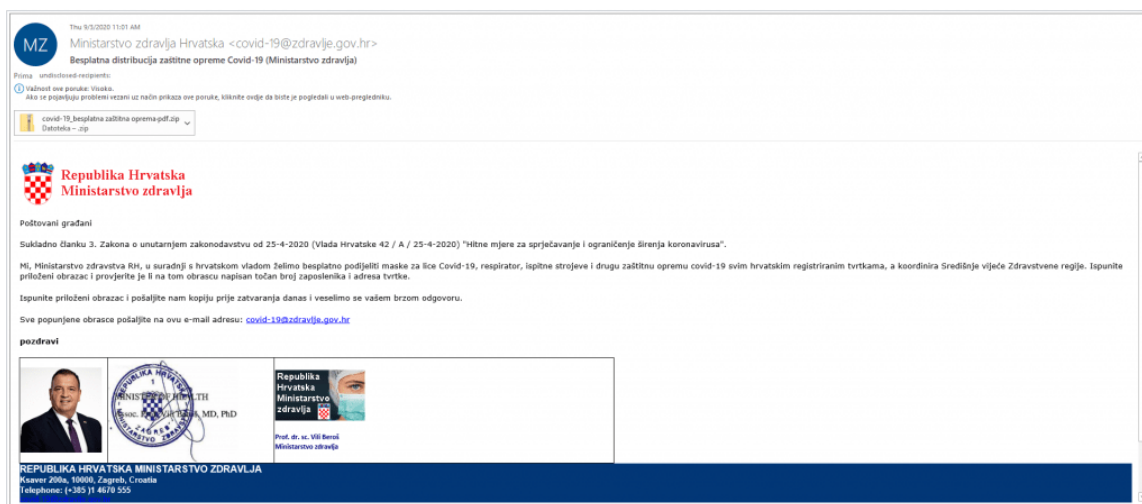 Thu 9/3/2020 11:01 AM
MZ
Ministarstvo zdravlja Hrvatska <covid-19@zdravlje.gov.hr>
Besplatna distribucija zaštitne opreme Covid-19 (Ministarstvo zdravlja)
Prima undisclosed-recipients:
Važnost ove poruke: Visoko.
Ako se pojavljuju problemi vezani uz način prikaza ove poruke, kliknite ovdje da biste je pogledali u web-pregledniku.
covid-19_besplatna zaštitna oprema-pdf.zip
Datoteka – .zip
Republika Hrvatska
Ministarstvo zdravlja
Poštovani građani
Sukladno članku 3. Zakona o unutarnjem zakonodavstvu od 25-4-2020 (Vlada Hrvatske 42 / A / 25-4-2020) "Hitne mjere za sprječavanje i ograničenje širenja koronavirusa".
Mi, Ministarstvo zdravstva RH, u suradnji s hrvatskom vladom želimo besplatno podijeliti maske za lice Covid-19, respirator, ispitne strojeve i drugu zaštitnu opremu covid-19 svim hrvatskim registriranim tvrtkama, a koordinira Središnje vijeće Zdravstvene regije. Ispunite
priloženi obrazac i provjerite je li na tom obrascu napisan točan broj zaposlenika i adresa tvrtke.
Ispunite priloženi obrazac i pošaljite nam kopiju prije zatvaranja danas i veselimo se vašem brzom odgovoru.
Sve popunjene obrasce pošaljite na ovu e-mail adresu: covid-19@zdravlje.gov.hr
pozdravi
REPUBLIKA HRVATSKA
1
MINISTARSTVO ZDRAVLJA
ZAGREB
MD, PhD
Republika
Hrvatska
Ministarstvo
zdravlja
Prof. dr. sc. Vili Beroš
Ministarstvo zdravlja
REPUBLIKA HRVATSKA MINISTARSTVO ZDRAVLJA
Ksaver 200a, 10000, Zagreb, Croatia
Telephone: (+385 )1 4670 555